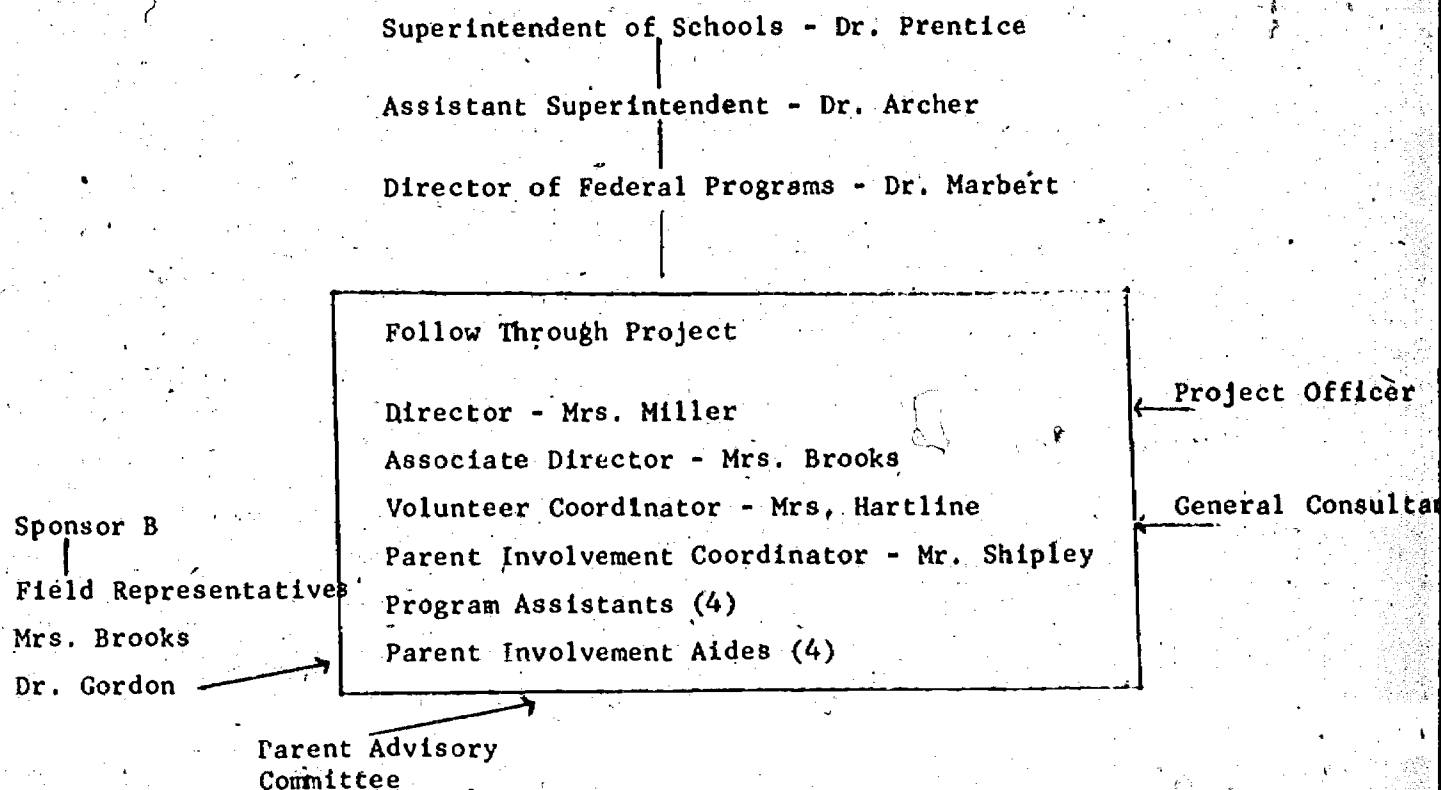 Superintendent of Schools - Dr. Prentice
Assistant Superintendent - Dr. Archer
Director of Federal Programs - Dr. Marbert
Follow Through Project
Director - Mrs. Miller
Associate Director - Mrs. Brooks
Volunteer Coordinator - Mrs. Hartline
Parent Involvement Coordinator - Mr. Shipley
Program Assistants (4)
Parent Involvement Aides (4)
Project Officer
General Consulta
Sponsor B
Field Representatives
Mrs. Brooks
Dr. Gordon
Parent Advisory
Committee